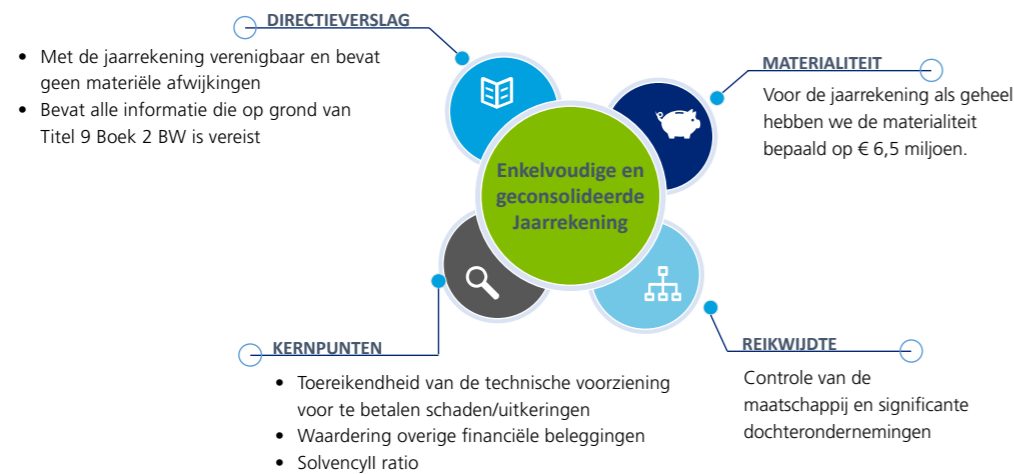 DIRECTIEVERSLAG
• Met de jaarrekening verenigbaar en bevat
geen materiële afwijkingen
• Bevat alle informatie die op grond van
Titel 9 Boek 2 BW is vereist
MATERIALITEIT
Voor de jaarrekening als geheel
hebben we de materialiteit
bepaald op € 6,5 miljoen.
Enkelvoudige en
geconsolideerde
Jaarrekening
KERNPUNTEN
• Toereikendheid van de technische voorziening
voor te betalen schaden/uitkeringen
• Waardering overige financiële beleggingen
• SolvencyII ratio
REIKWIJDTE
Controle van de
maatschappij en significante
dochterondernemingen